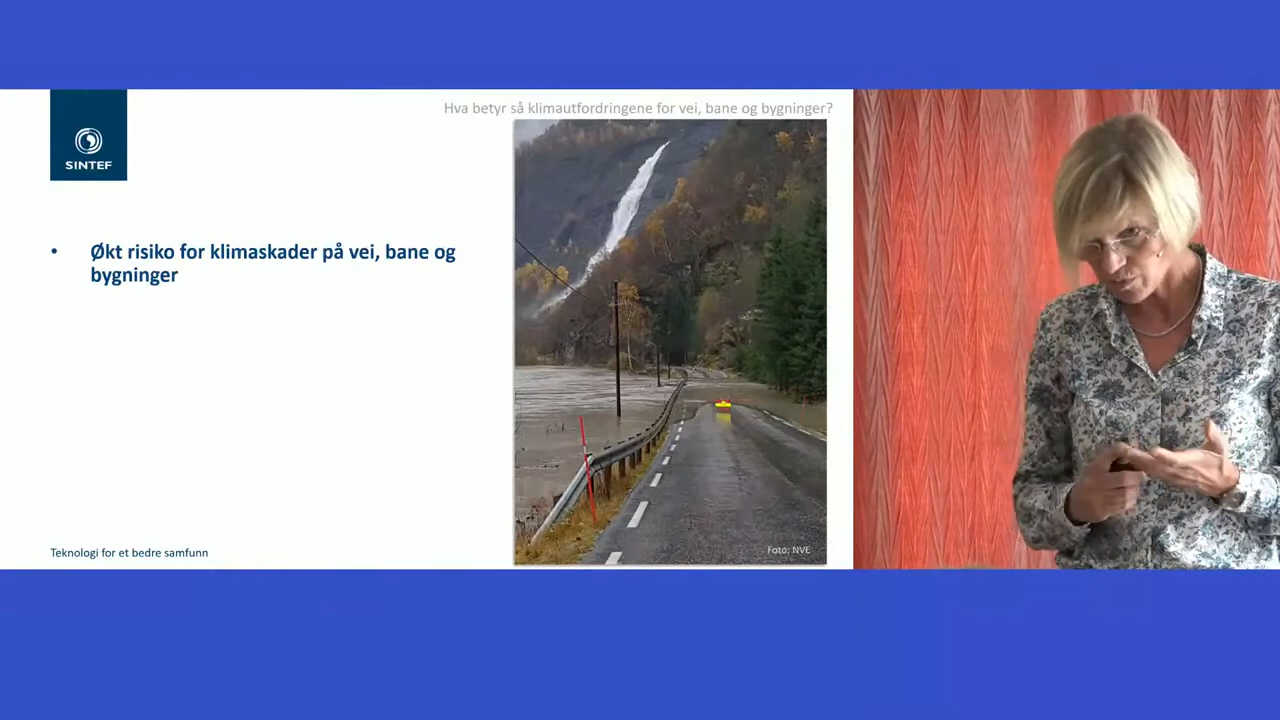 Hva betyr så klimautfordringene for vei, bane og bygninger?
SINTEF
• Økt risiko for klimaskader på vei, bane og
bygninger
Teknologi for et bedre samfunn
Foto: NVE